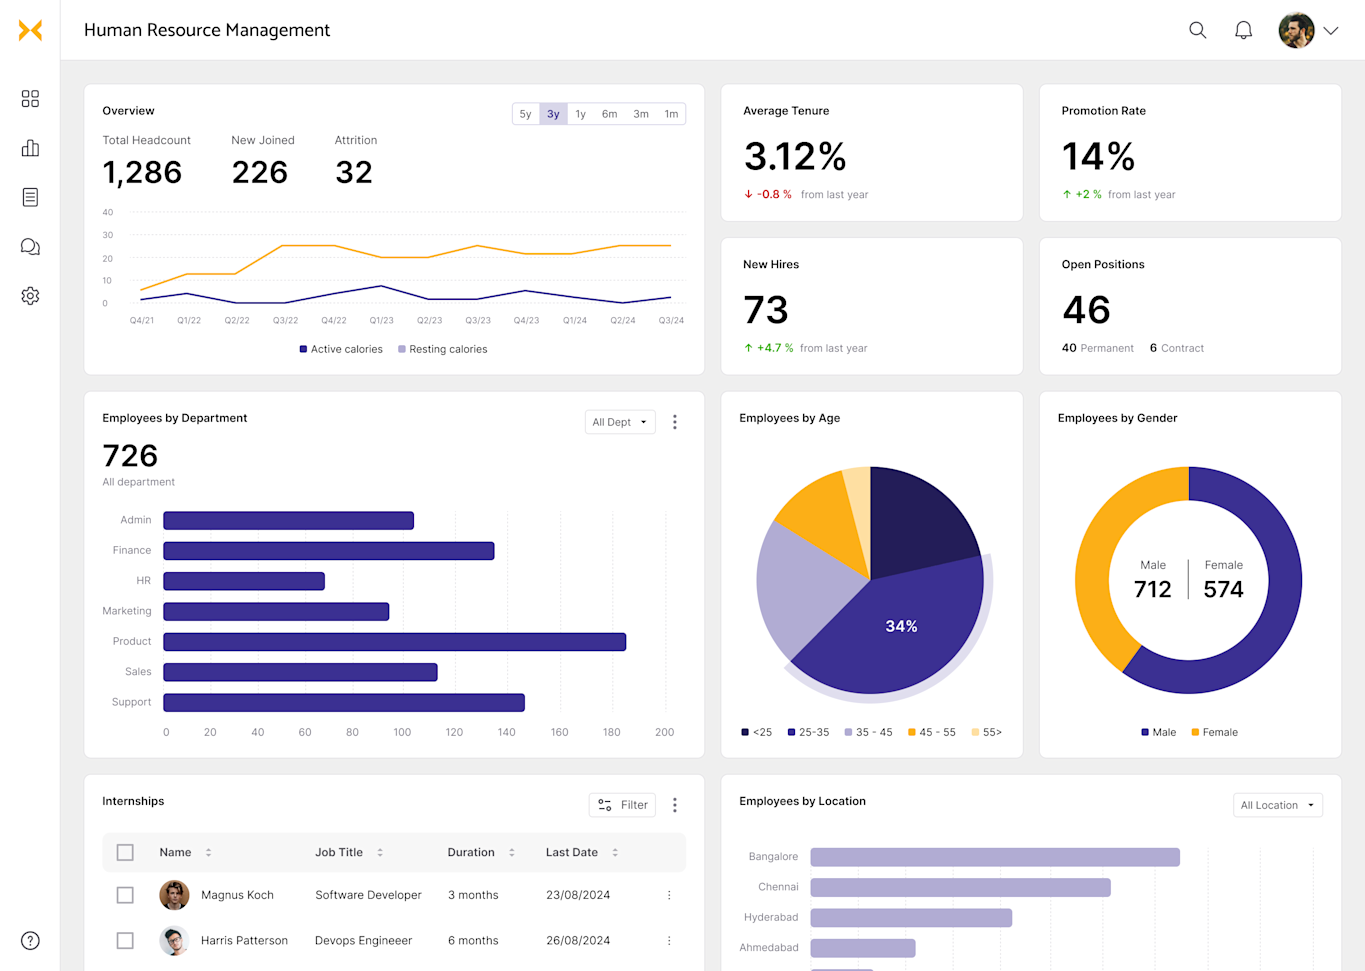 Human Resource Management
Overview
5y 3y 1y 6m 3m 1m
Total Headcount New Joined Attrition
1,286 226 32
40
30
20
10
0
Q4/21 Q1/22 Q2/22 Q3/22 Q4/22 Q1/23 Q2/23 Q3/23 Q4/23 Q1/24 Q2/24 Q3/24
Active calories Resting calories
Average Tenure
3.12%
-0.8 % from last year
Promotion Rate
14%
+2 % from last year
New Hires
73
+4.7 % from last year
Open Positions
46
40 Permanent 6 Contract
Employees by Department
All Dept
726
All department
Admin
Finance
HR
Marketing
Product
Sales
Support
0 20 40 60 80 100 120 140 160 180 200
Employees by Age
34%
<25 25-35 35 - 45 45 - 55 55>
Employees by Gender
Male Female
712 574
Male Female
Internships
Filter
Name Job Title Duration Last Date
Magnus Koch Software Developer 3 months 23/08/2024
Harris Patterson Devops Engineeer 6 months 26/08/2024
Employees by Location
All Location
Bangalore
Chennai
Hyderabad
Ahmedabad